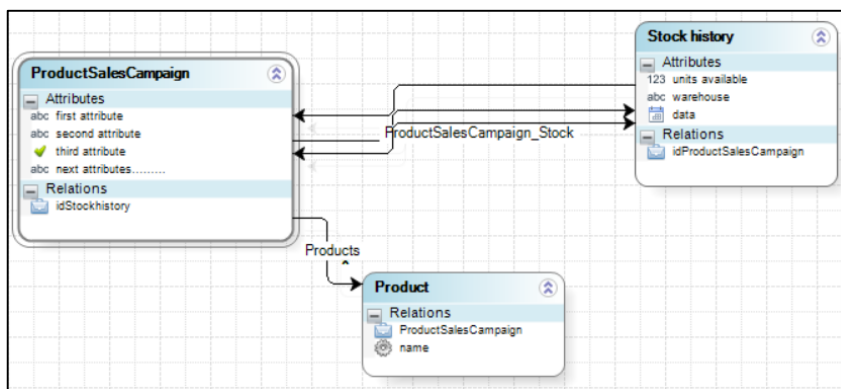 ProductSalesCampaign
Attributes
abc first attribute
abc second attribute
third attribute
abc next attributes.........
Relations
idStockhistory
ProductSalesCampaign_Stock
Stock history
Attributes
123 units available
abc warehouse
data
Relations
idProductSalesCampaign
Products
Product
Relations
ProductSalesCampaign
name